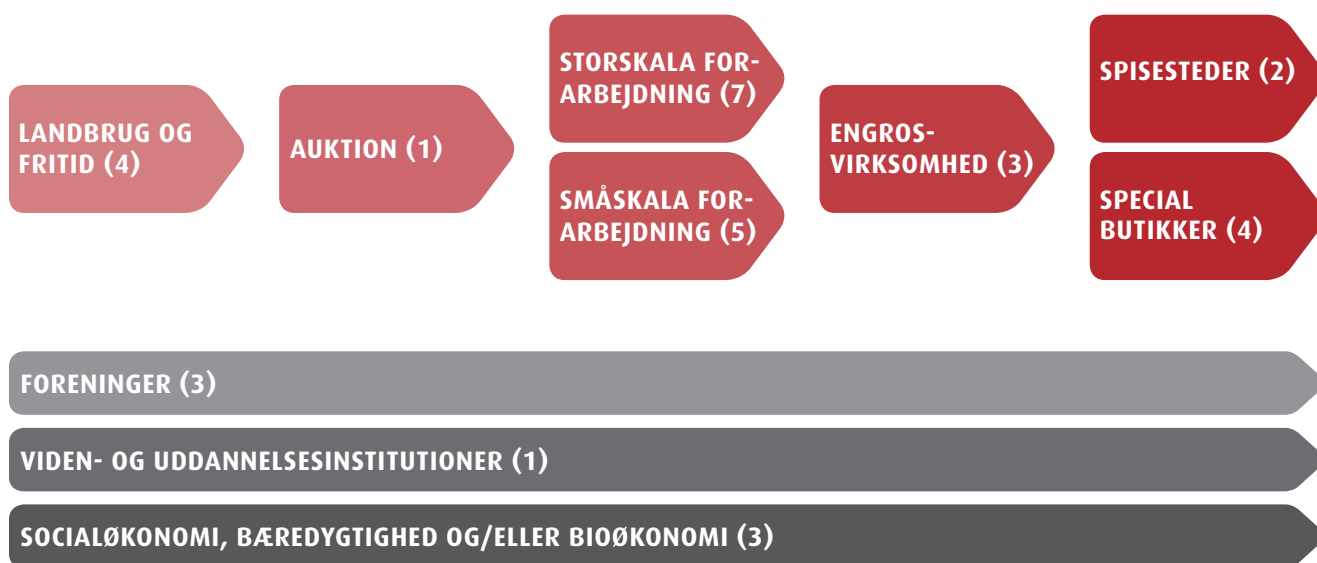 LANDBRUG OG
FRITID (4)
AUKTION (1)
STORSKALA FOR-
ARBEJDNING (7)
SMÅSKALA FOR-
ARBEJDNING (5)
ENGROS-
VIRKSOMHED (3)
SPISESTEDER (2)
SPECIAL
BUTIKKER (4)
FORENINGER (3)
VIDEN- OG UDDANNELSESINSTITUTIONER (1)
SOCIALØKONOMI, BÆREDYGTIGHED OG/ELLER BIOØKONOMI (3)